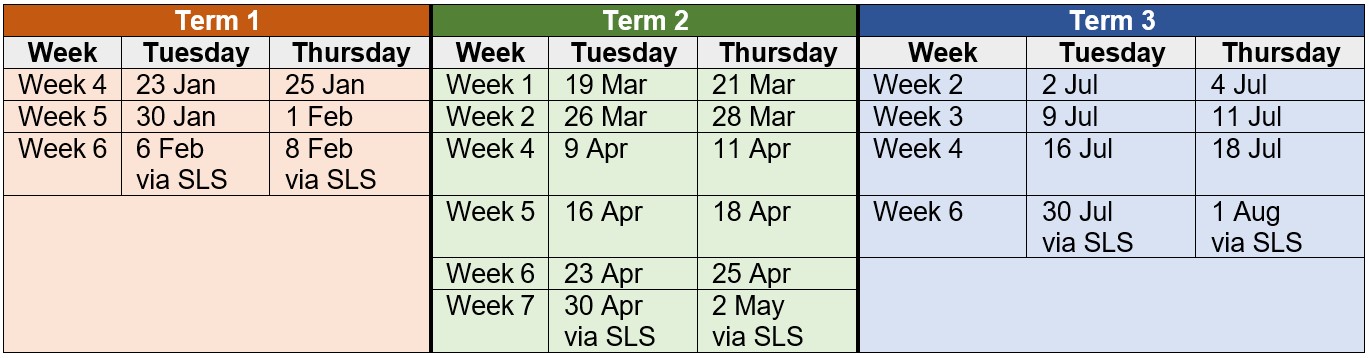 Term 1 Term 2 Term 3
Week Tuesday Thursday Week Tuesday Thursday Week Tuesday Thursday
Week 4 23 Jan 25 Jan Week 1 19 Mar 21 Mar Week 2 2 Jul 4 Jul
Week 5 30 Jan 1 Feb Week 2 26 Mar 28 Mar Week 3 9 Jul 11 Jul
Week 6 6 Feb 8 Feb Week 4 9 Apr 11 Apr Week 4 16 Jul 18 Jul
via SLS via SLS
Week 5 16 Apr 18 Apr Week 6 30 Jul 1 Aug
via SLS via SLS
Week 6 23 Apr 25 Apr
Week 7 30 Apr 2 May
via SLS via SLS